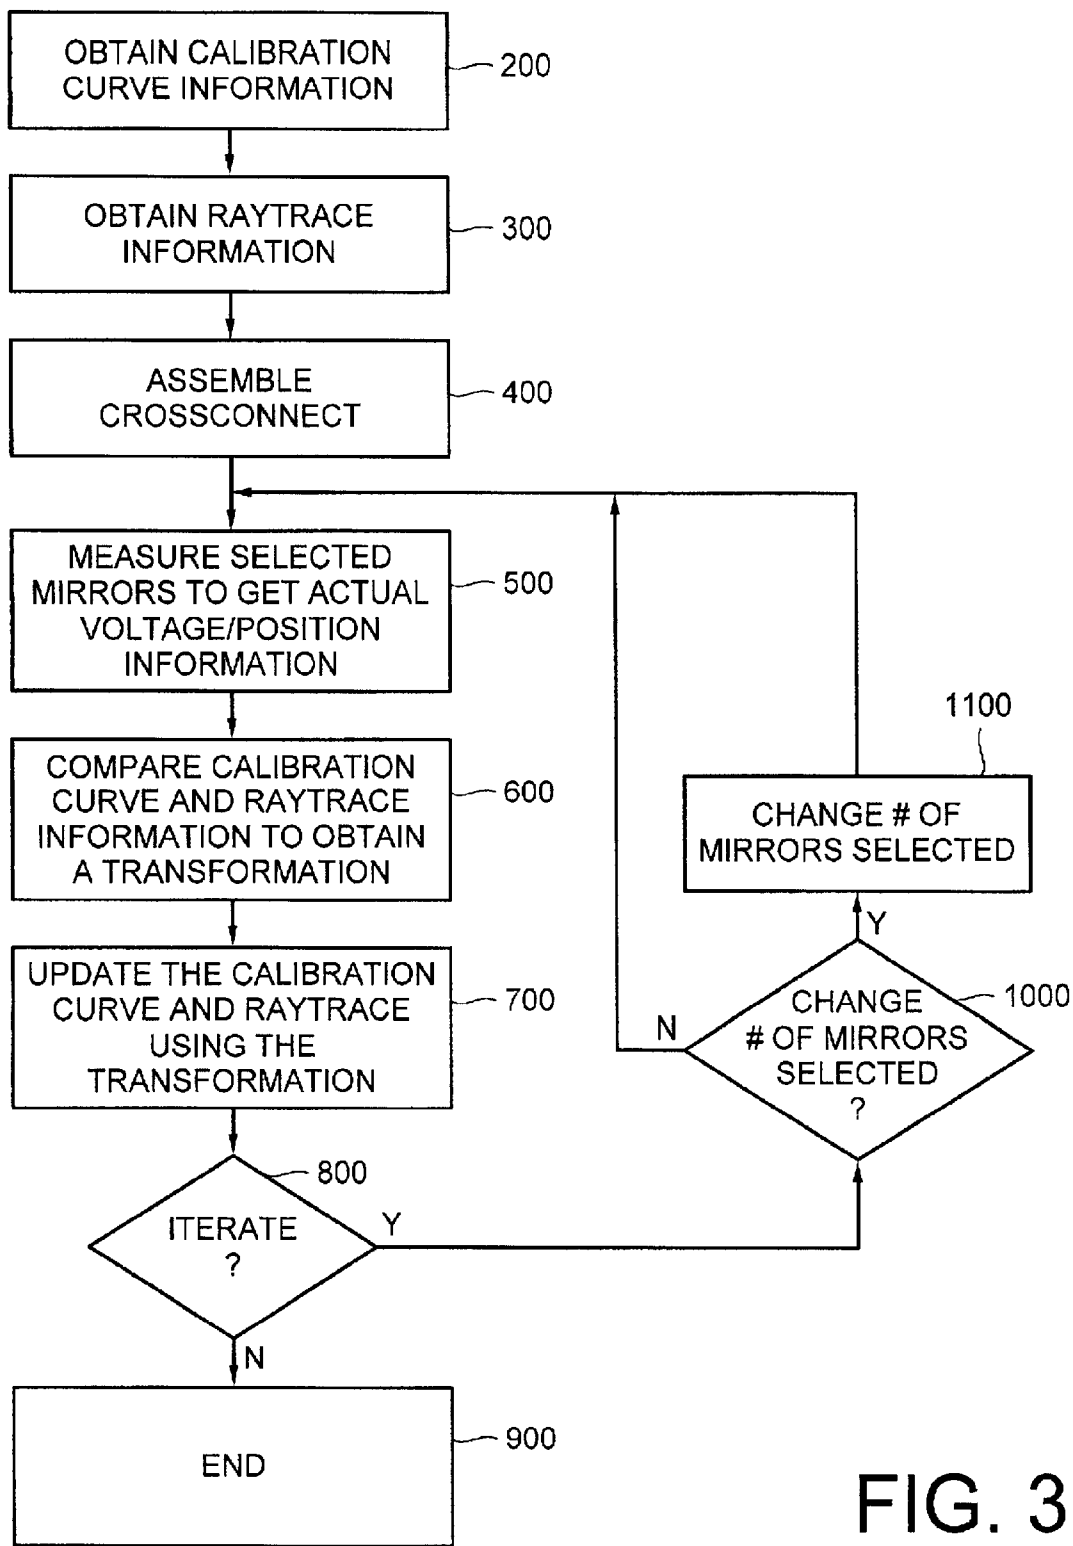 OBTAIN CALIBRATION
CURVE INFORMATION
200
OBTAIN RAYTRACE
INFORMATION
300
ASSEMBLE
CROSSCONNECT
400
MEASURE SELECTED
MIRRORS TO GET ACTUAL
VOLTAGE/POSITION
INFORMATION
500
COMPARE CALIBRATION
CURVE AND RAYTRACE
INFORMATION TO OBTAIN
A TRANSFORMATION
600
UPDATE THE CALIBRATION
CURVE AND RAYTRACE
USING THE
TRANSFORMATION
700
ITERATE
?
800
Y
N
END
900
CHANGE
# OF MIRRORS
SELECTED
?
1000
N
Y
CHANGE # OF
MIRRORS SELECTED
1100
FIG. 3